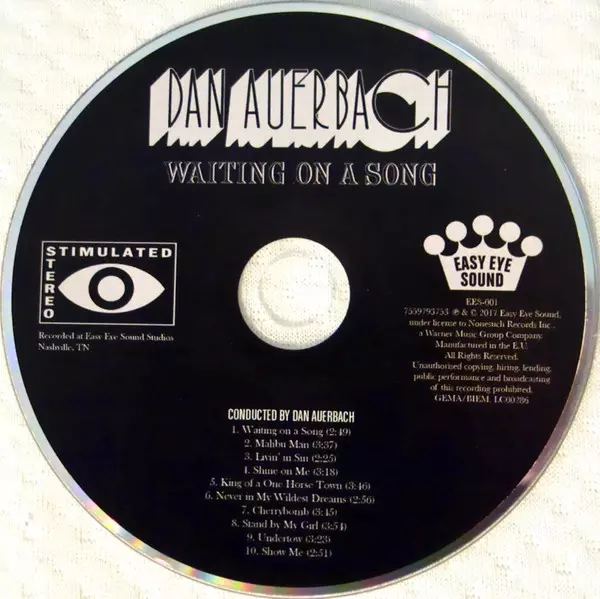 DAN AUERBACH
WAITING ON A SONG
STIMULATED
STEREO
Recorded at Easy Eye Sound Studios
Nashville, TN
EASY EYE
SOUND
EES-001
7559793753 ℗ & © 2017 Easy Eye Sound,
under license to Nonesuch Records Inc.,
a Warner Music Group Company.
Manufactured in the E.U.
All Rights Reserved.
Unauthorised copying, hiring, lending,
public performance and broadcasting
of this recording prohibited.
GEMA/BIEM. LC00286
CONDUCTED BY DAN AUERBACH
1. Waiting on a Song (2:49)
2. Malibu Man (3:37)
3. Livin' in Sin (2:25)
4. Shine on Me (3:18)
5. King of a One Horse Town (3:46)
6. Never in My Wildest Dreams (2:56)
7. Cherrybomb (3:45)
8. Stand by My Girl (3:54)
9. Undertow (3:23)
10. Show Me (2:51)